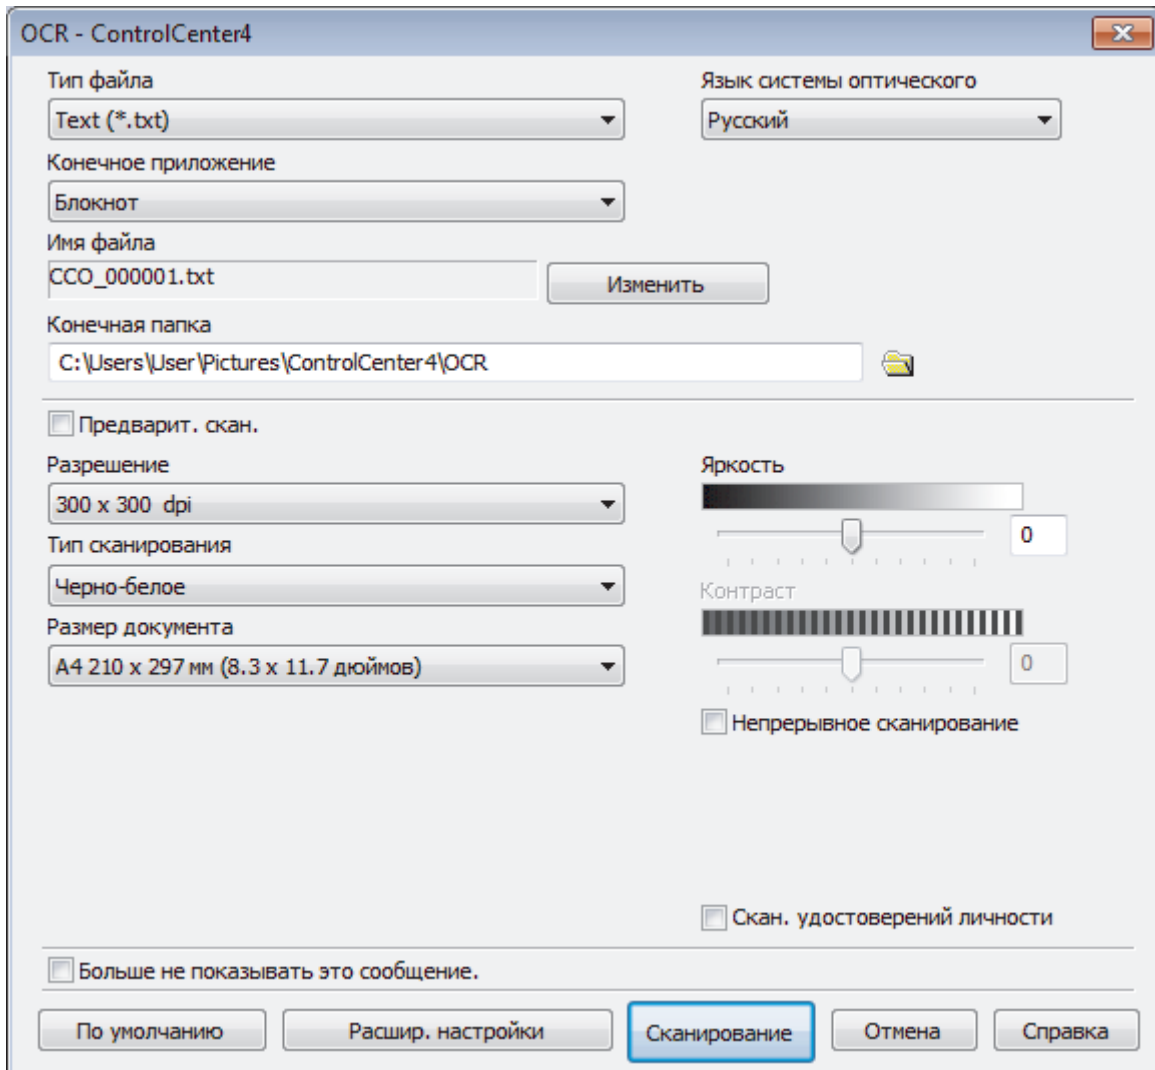 OCR - ControlCenter4
Тип файла
Язык системы оптического
Text (*.txt)
Русский
Конечное приложение
Блокнот
Имя файла
CCO_000001.txt
Изменить
Конечная папка
C:\Users\User\Pictures\ControlCenter4\OCR
Предварит. скан.
Разрешение
Яркость
300 x 300 dpi
0
Тип сканирования
Черно-белое
Контраст
Размер документа
A4 210 x 297 мм (8.3 x 11.7 дюймов)
0
Непрерывное сканирование
Скан. удостоверений личности
Больше не показывать это сообщение.
По умолчанию
Расшир. настройки
Сканирование
Отмена
Справка